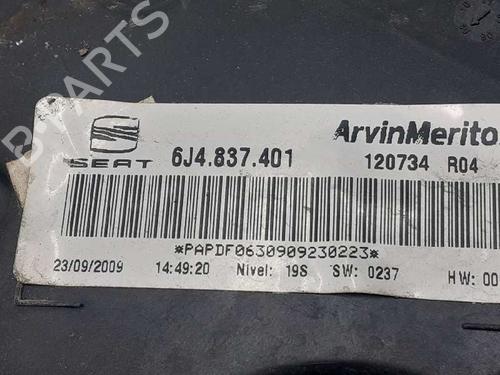 SEAT
6J4.837.401
ArvinMerito
120734 R04
*PAPDF0630909230223*
23/09/2009 14:49:20 Nivel: 19S SW: 0237 HW: 00
B-PARTS